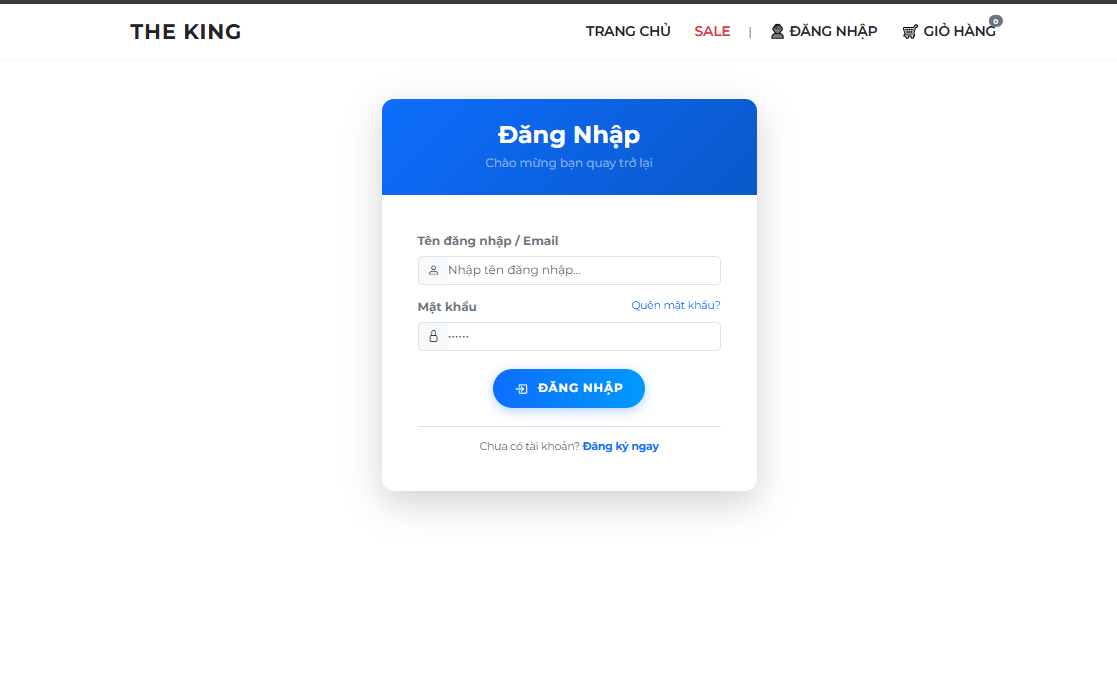 THE KING
TRANG CHỦ SALE | ĐĂNG NHẬP GIỎ HÀNG 0
Đăng Nhập
Chào mừng bạn quay trở lại
Tên đăng nhập / Email
Nhập tên đăng nhập...
Mật khẩu Quên mật khẩu?
······
ĐĂNG NHẬP
Chưa có tài khoản? Đăng ký ngay